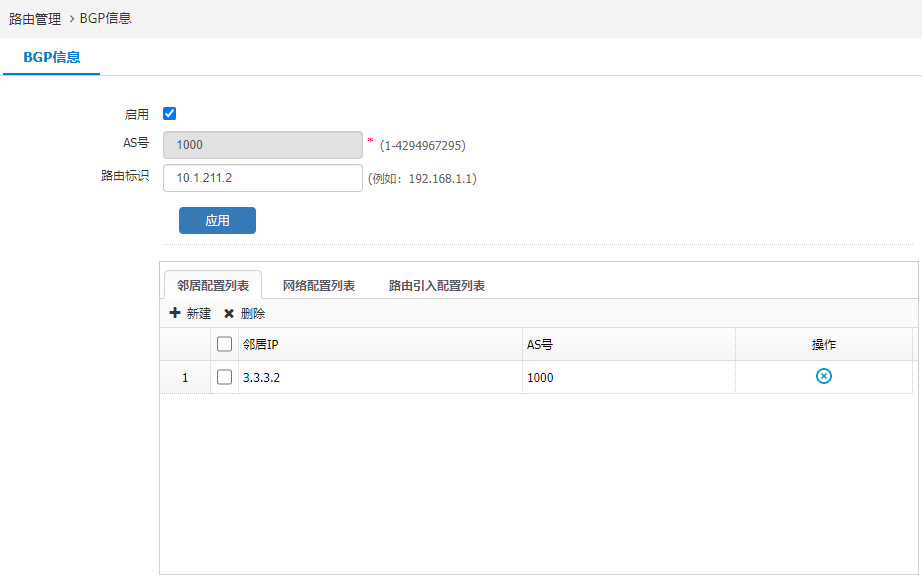 路由管理 > BGP信息
BGP信息
启用
AS号 1000 * (1-4294967295)
路由标识 10.1.211.2 (例如：192.168.1.1)
应用
邻居配置列表 网络配置列表 路由引入配置列表
新建 删除
邻居IP AS号 操作
1 3.3.3.2 1000